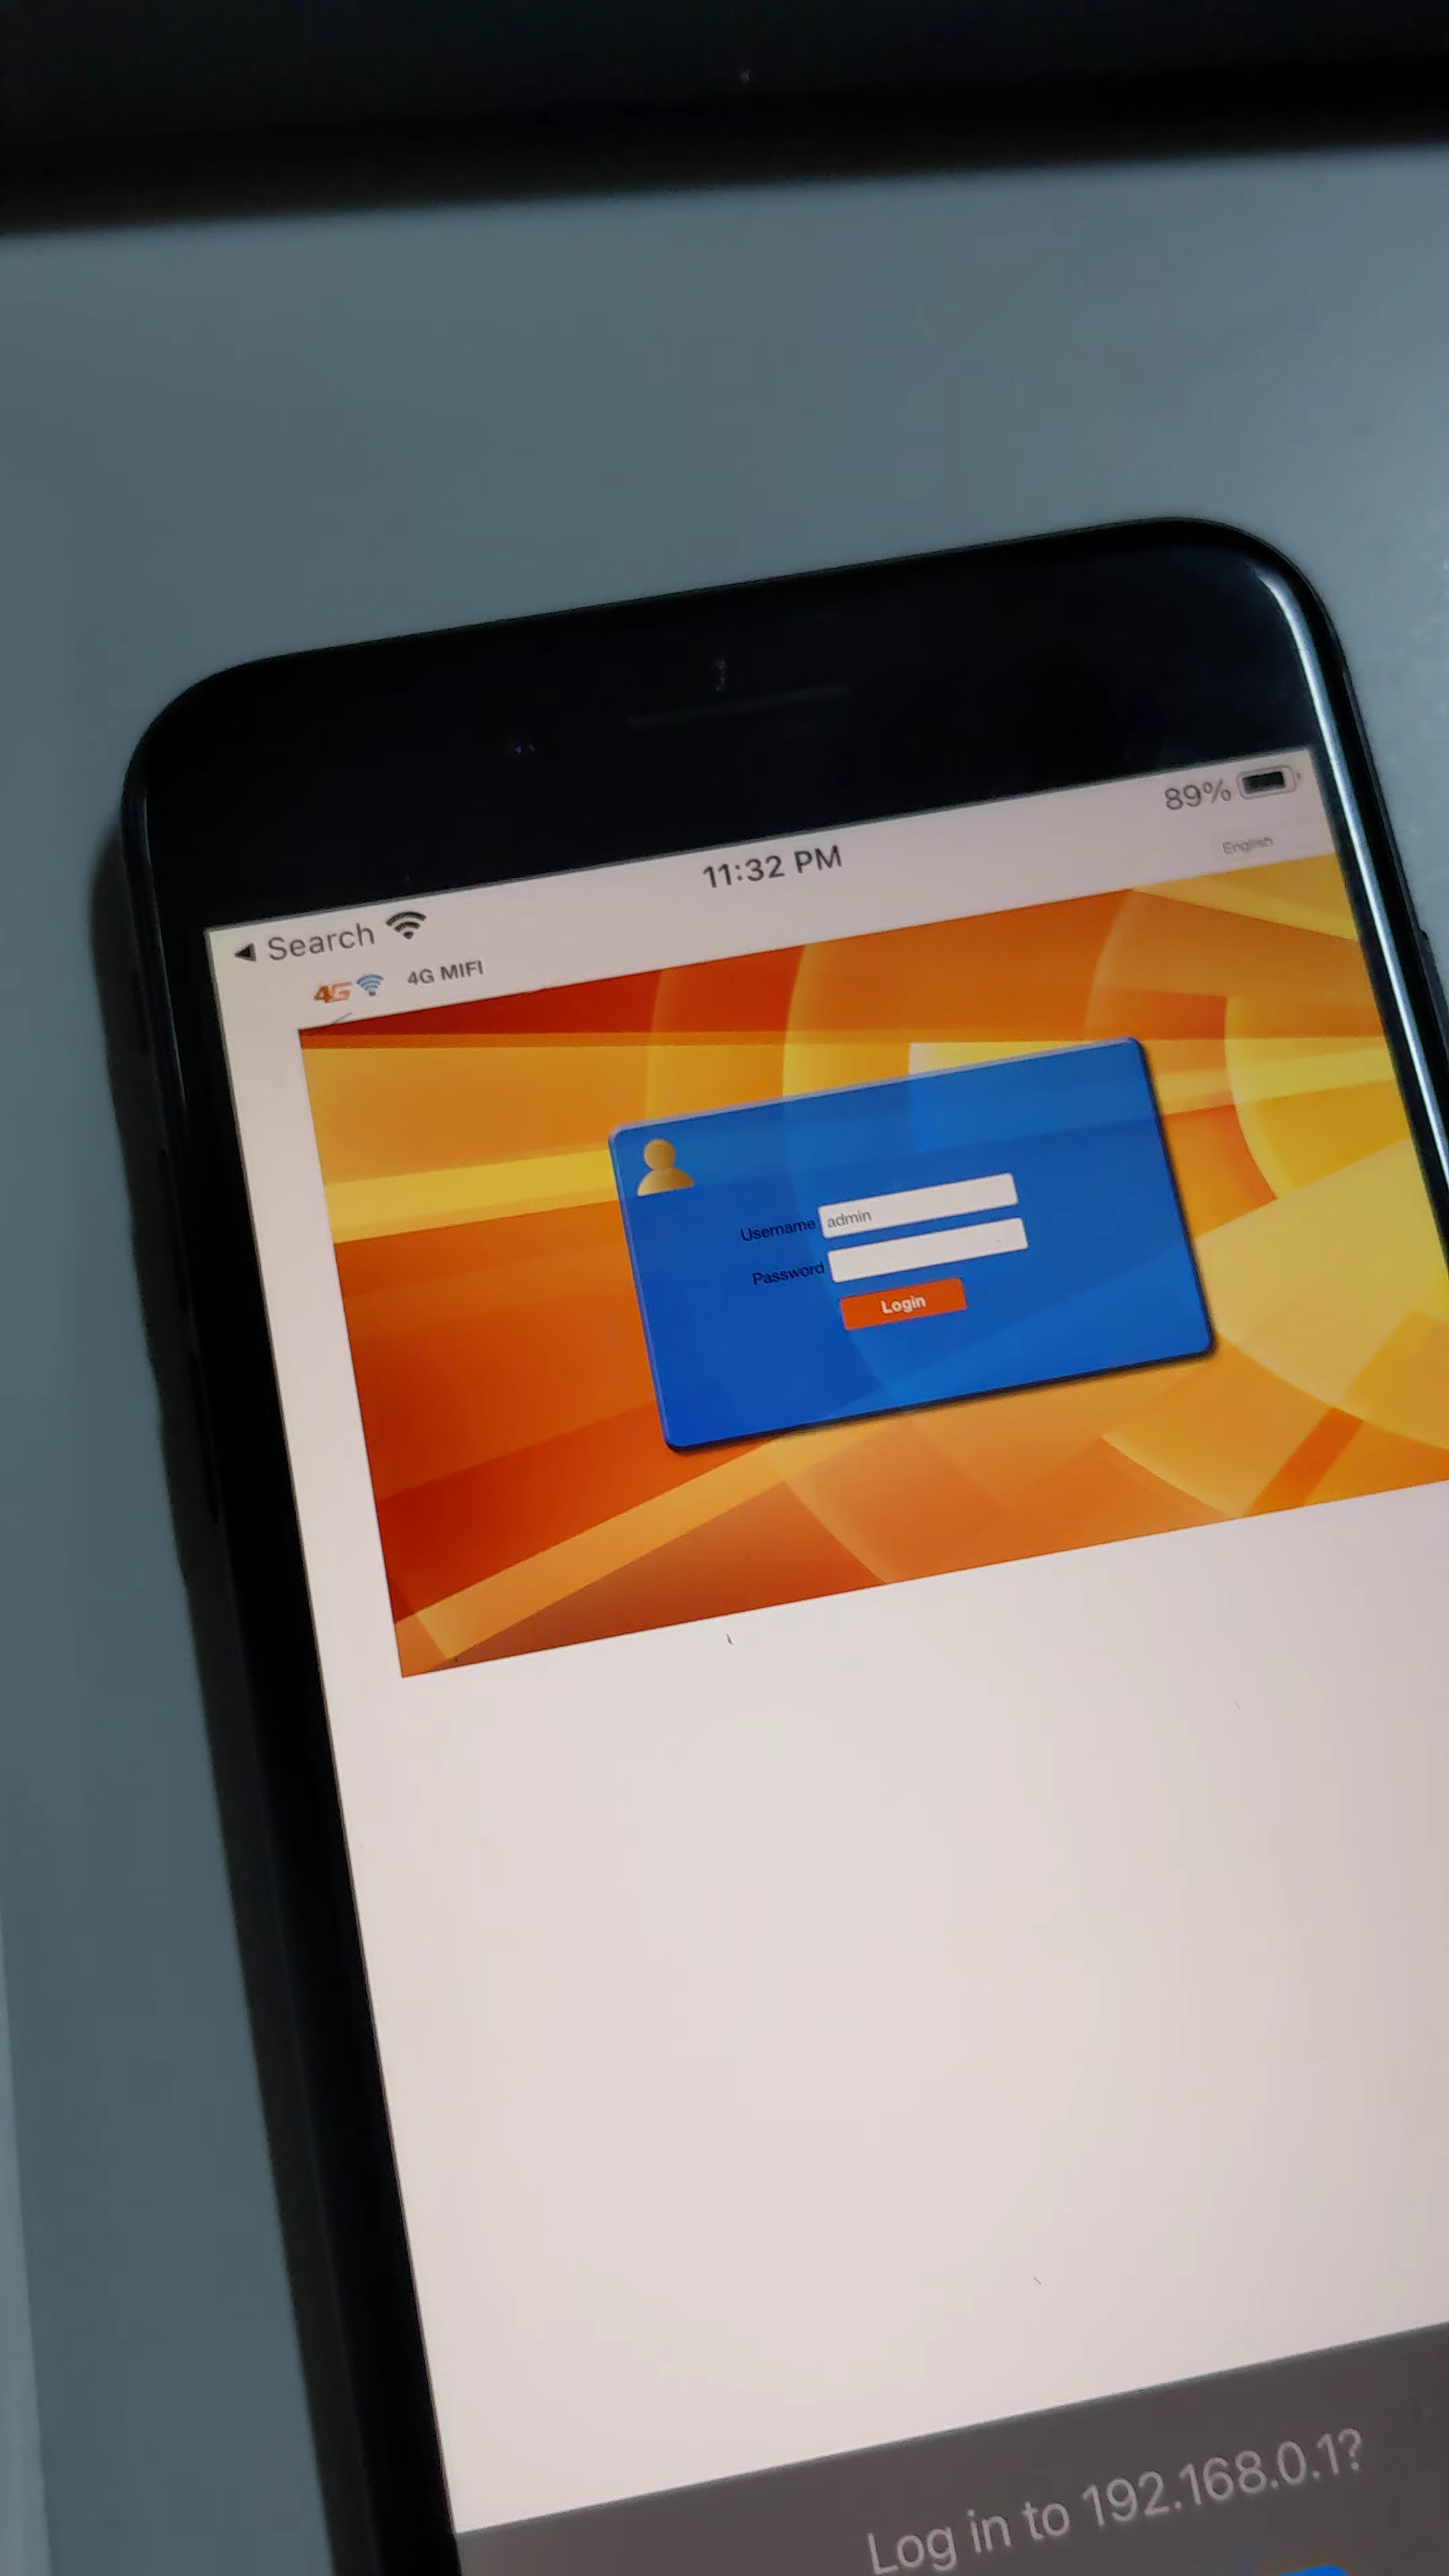 11:32 PM
89%
◀ Search
English
4G 4G MIFI
Username admin
Password
Login
Log in to 192.168.0.1?